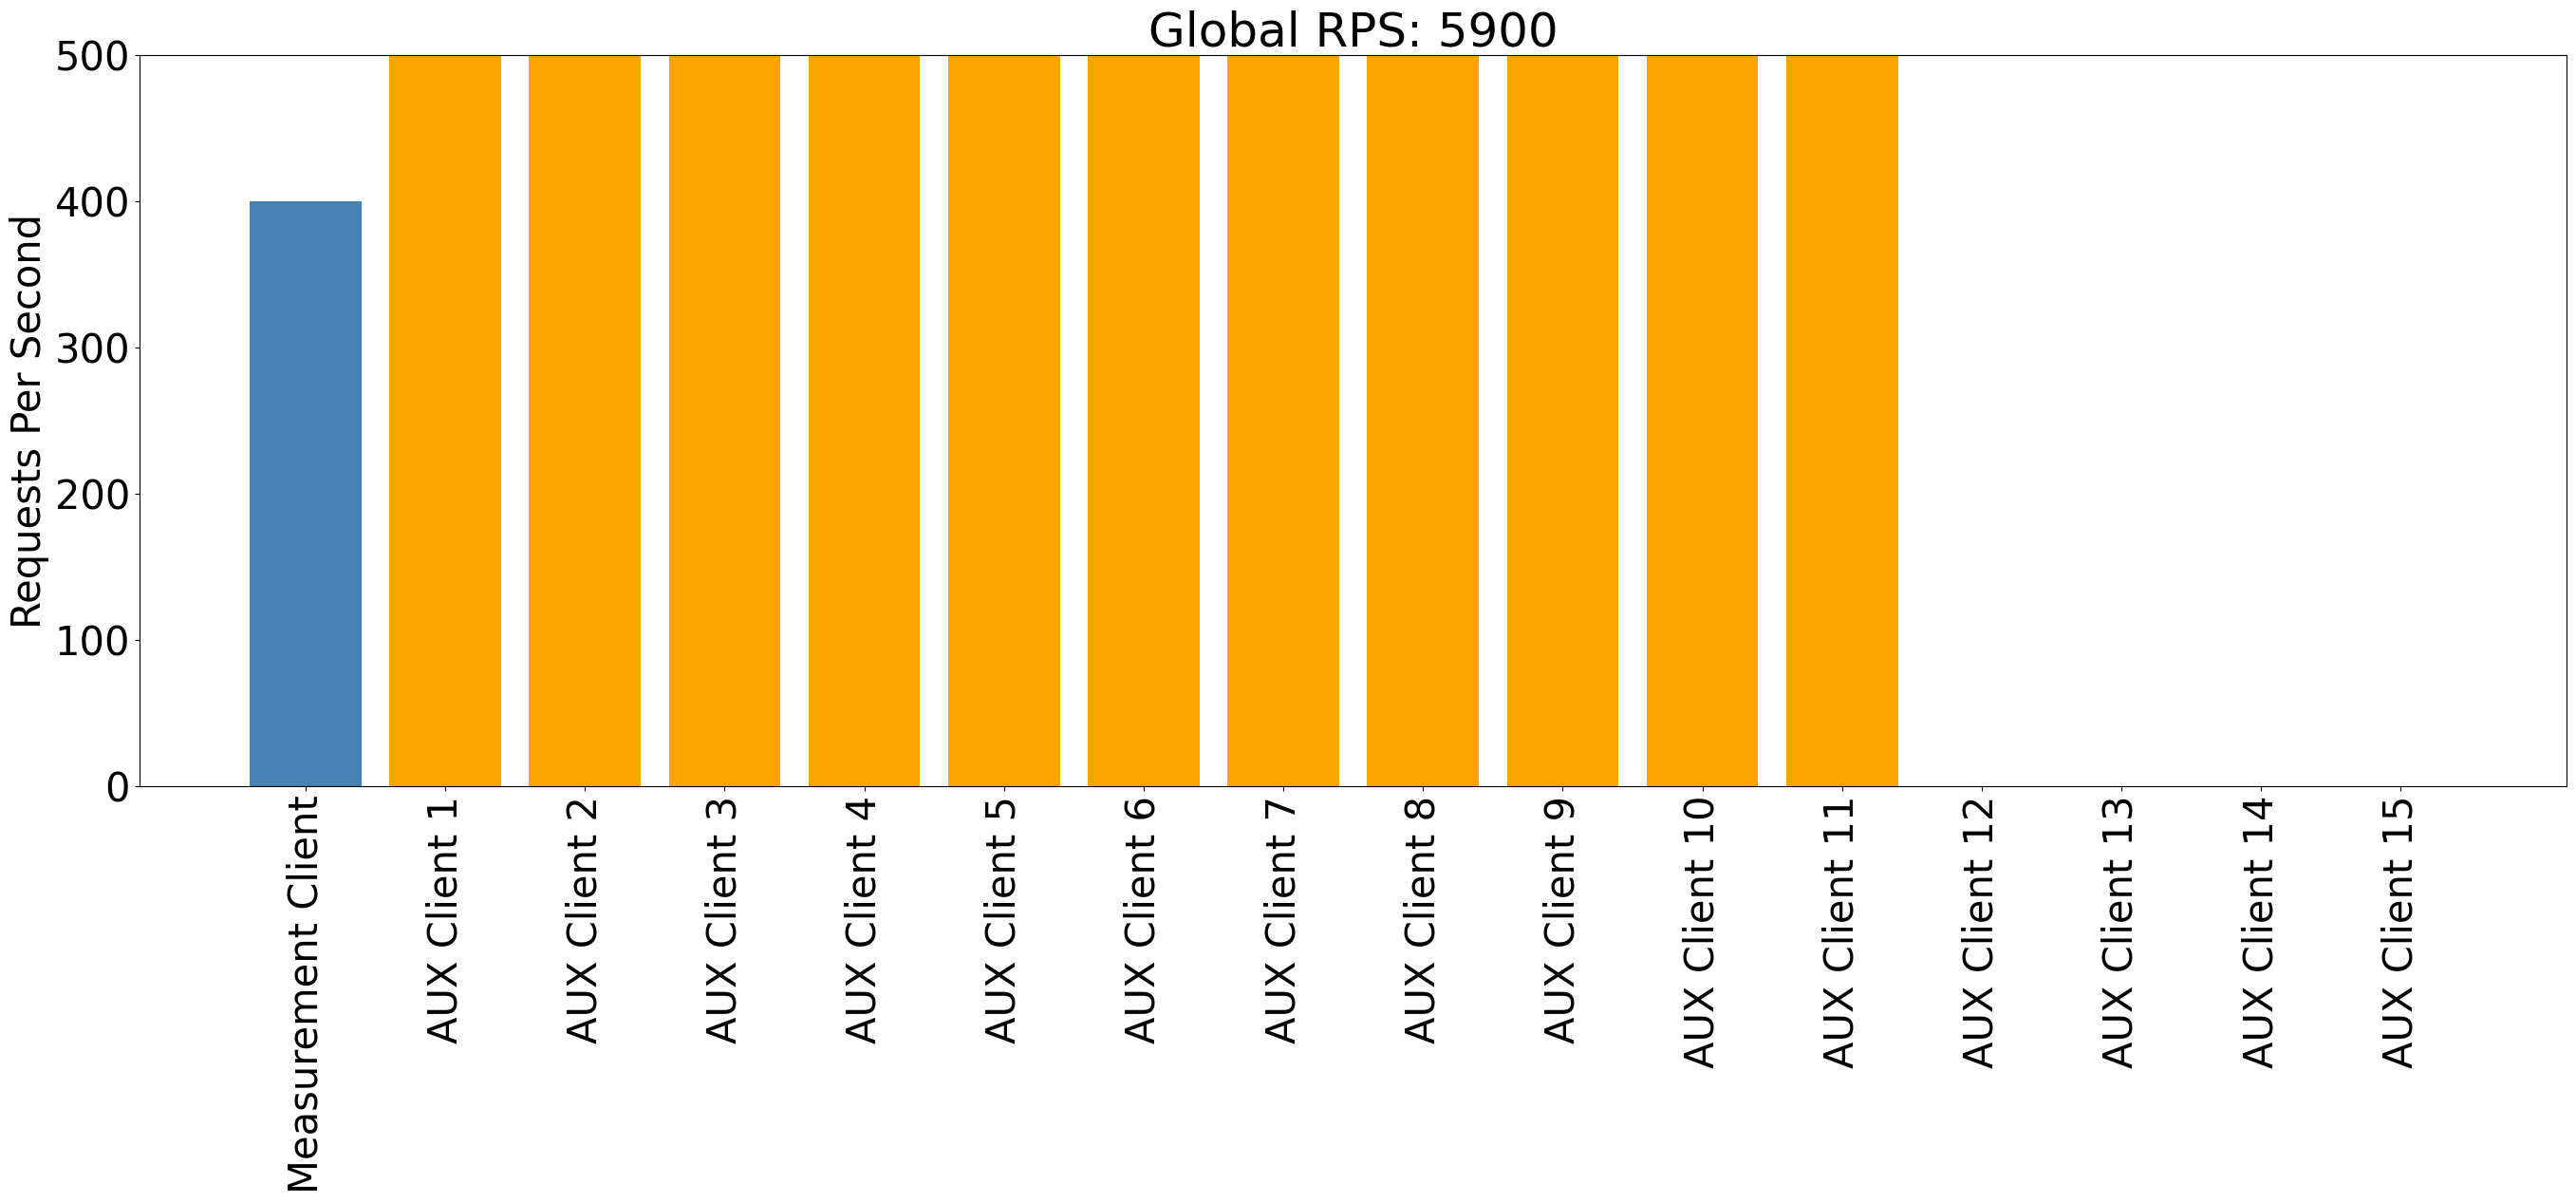 Global RPS: 5900
Requests Per Second
500
400
300
200
100
0
Measurement Client
AUX Client 1
AUX Client 2
AUX Client 3
AUX Client 4
AUX Client 5
AUX Client 6
AUX Client 7
AUX Client 8
AUX Client 9
AUX Client 10
AUX Client 11
AUX Client 12
AUX Client 13
AUX Client 14
AUX Client 15